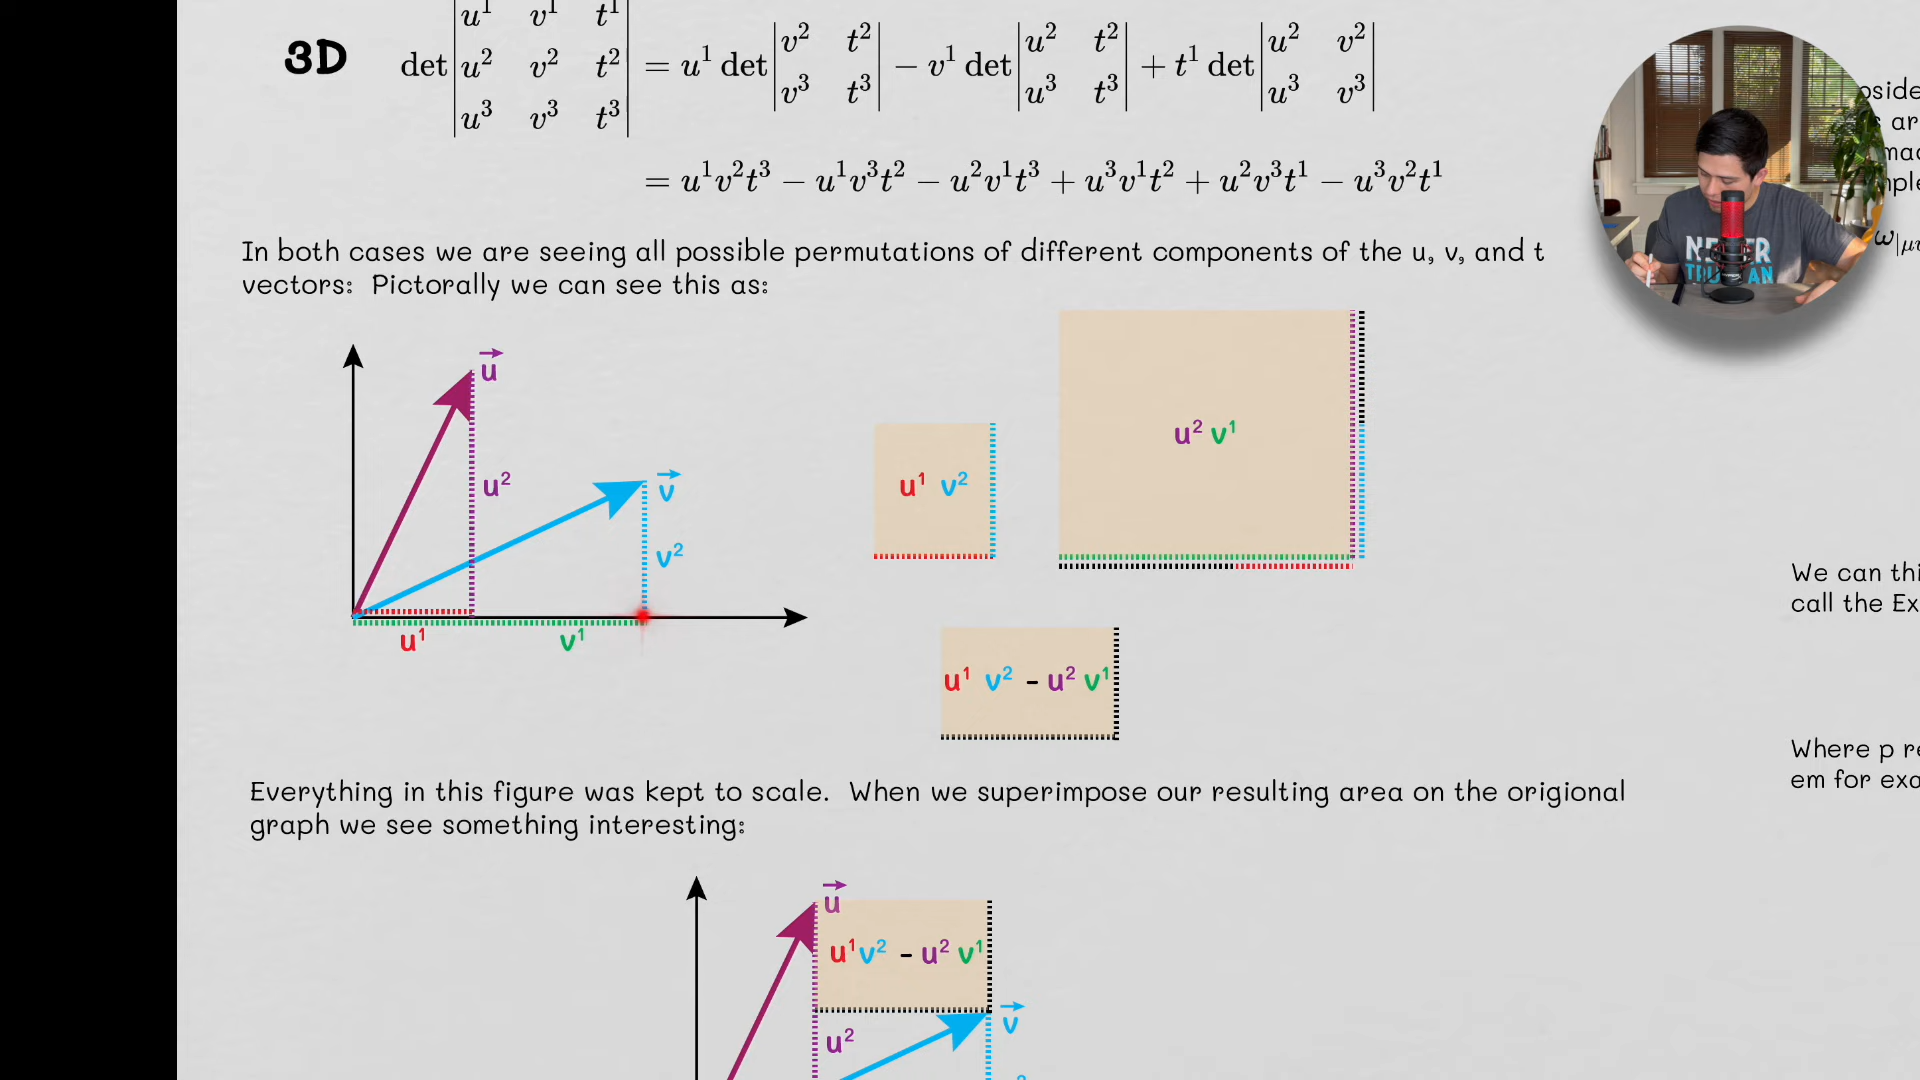 3D
det |u¹ v¹ t¹| = u¹ det |v² t²| − v¹ det |u² t²| + t¹ det |u² v²|
|u² v² t²| |v³ t³| |u³ t³| |u³ v³|
|u³ v³ t³|
= u¹v²t³ − u¹v³t² − u²v¹t³ + u³v¹t² + u²v³t¹ − u³v²t¹
In both cases we are seeing all possible permutations of different components of the u, v, and t
vectors: Pictorally we can see this as:
u
u²
v
v²
u¹
v¹
u¹ v²
u² v¹
u¹ v² - u² v¹
Everything in this figure was kept to scale. When we superimpose our resulting area on the origional
graph we see something interesting:
u
u¹v² - u² v¹
v
u²
We can thi
call the Ex
Where p re
em for exa